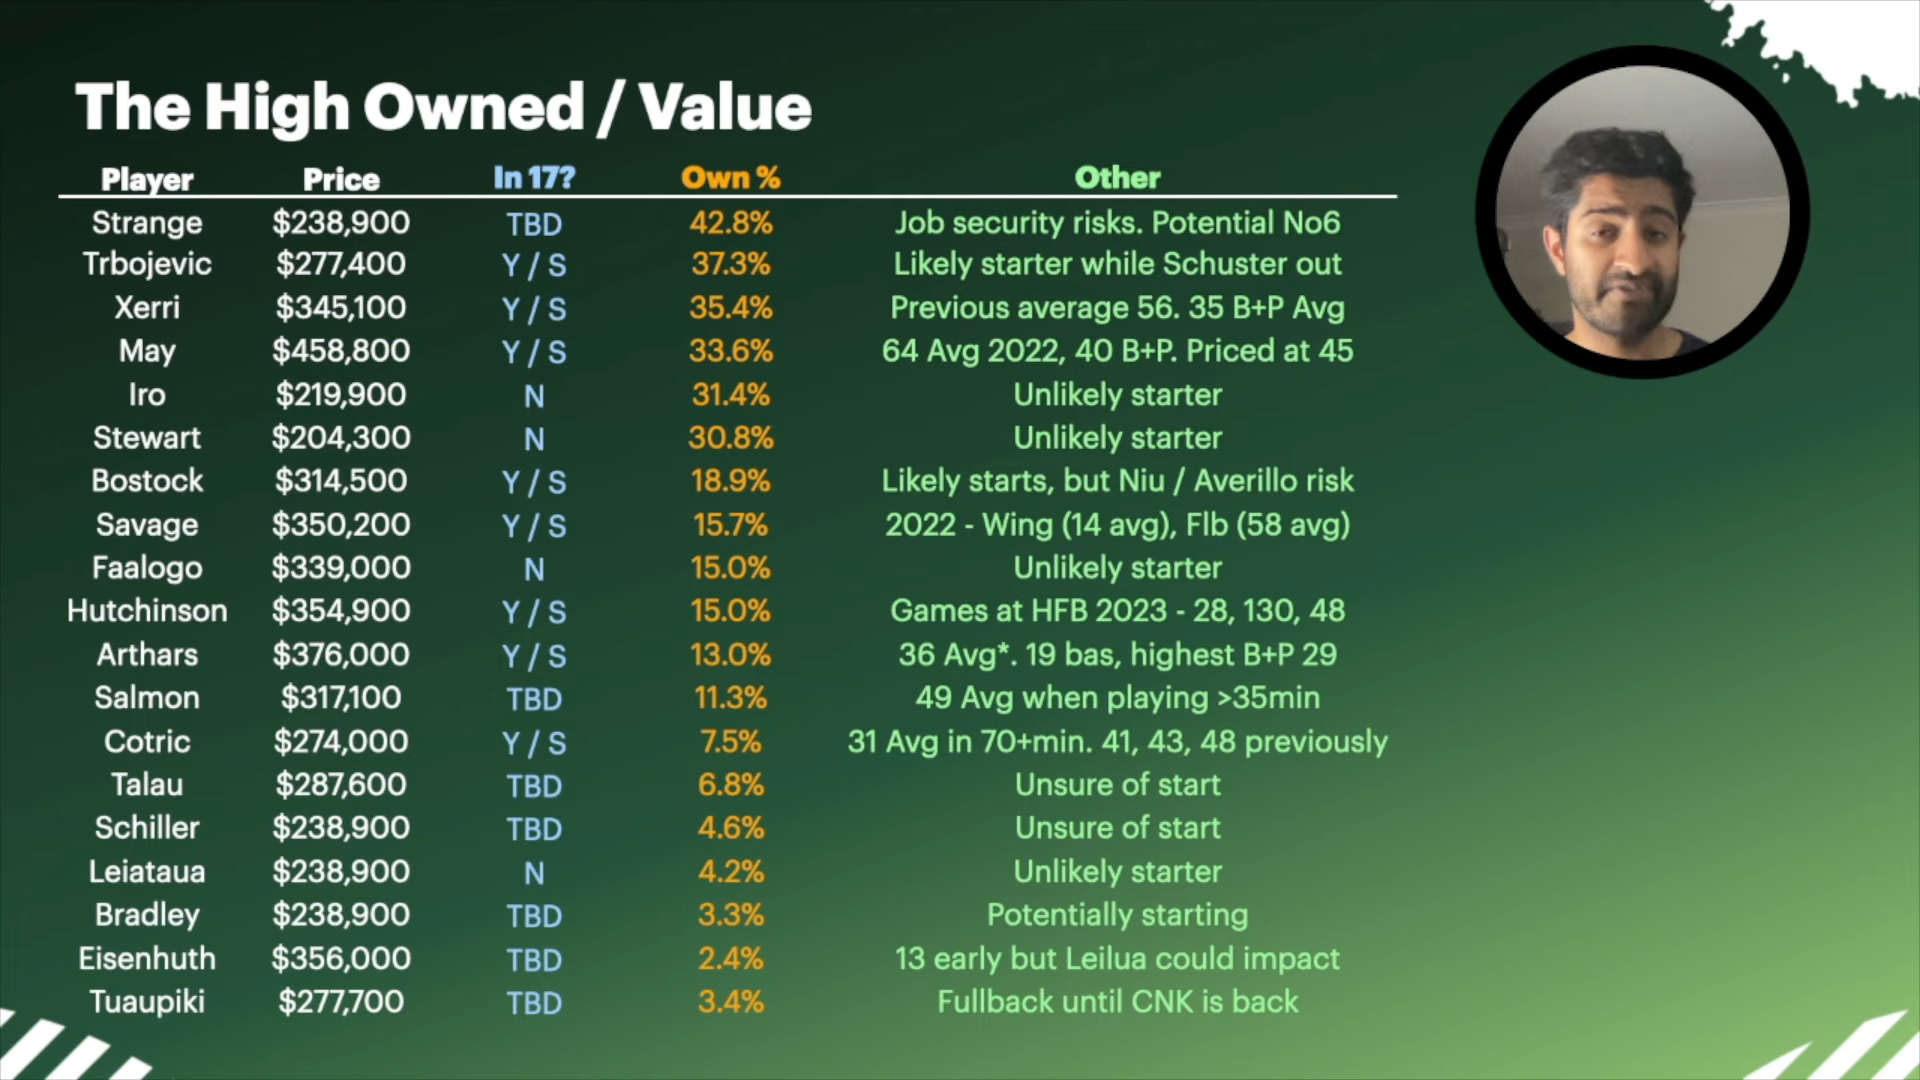 The High Owned / Value
Player Price In 17? Own % Other
Strange $238,900 TBD 42.8% Job security risks. Potential No6
Trbojevic $277,400 Y / S 37.3% Likely starter while Schuster out
Xerri $345,100 Y / S 35.4% Previous average 56. 35 B+P Avg
May $458,800 Y / S 33.6% 64 Avg 2022, 40 B+P. Priced at 45
Iro $219,900 N 31.4% Unlikely starter
Stewart $204,300 N 30.8% Unlikely starter
Bostock $314,500 Y / S 18.9% Likely starts, but Niu / Averillo risk
Savage $350,200 Y / S 15.7% 2022 - Wing (14 avg), Flb (58 avg)
Faalogo $339,000 N 15.0% Unlikely starter
Hutchinson $354,900 Y / S 15.0% Games at HFB 2023 - 28, 130, 48
Arthars $376,000 Y / S 13.0% 36 Avg*. 19 bas, highest B+P 29
Salmon $317,100 TBD 11.3% 49 Avg when playing >35min
Cotric $274,000 Y / S 7.5% 31 Avg in 70+min. 41, 43, 48 previously
Talau $287,600 TBD 6.8% Unsure of start
Schiller $238,900 TBD 4.6% Unsure of start
Leiataua $238,900 N 4.2% Unlikely starter
Bradley $238,900 TBD 3.3% Potentially starting
Eisenhuth $356,000 TBD 2.4% 13 early but Leilua could impact
Tuaupiki $277,700 TBD 3.4% Fullback until CNK is back